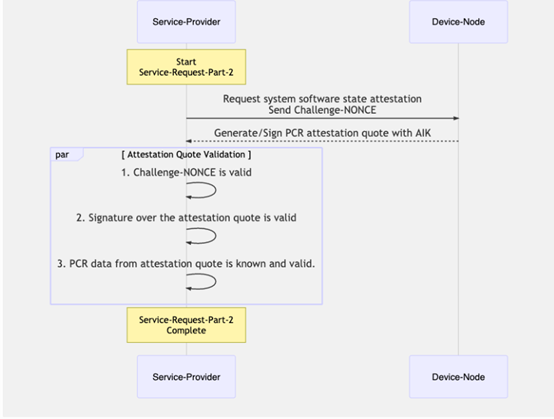 Service-Provider
Device-Node
Start
Service-Request-Part-2
Request system software state attestation
Send Challenge-NONCE
Generate/Sign PCR attestation quote with AIK
par
[ Attestation Quote Validation ]
1. Challenge-NONCE is valid
2. Signature over the attestation quote is valid
3. PCR data from attestation quote is known and valid.
Service-Request-Part-2
Complete
Service-Provider
Device-Node